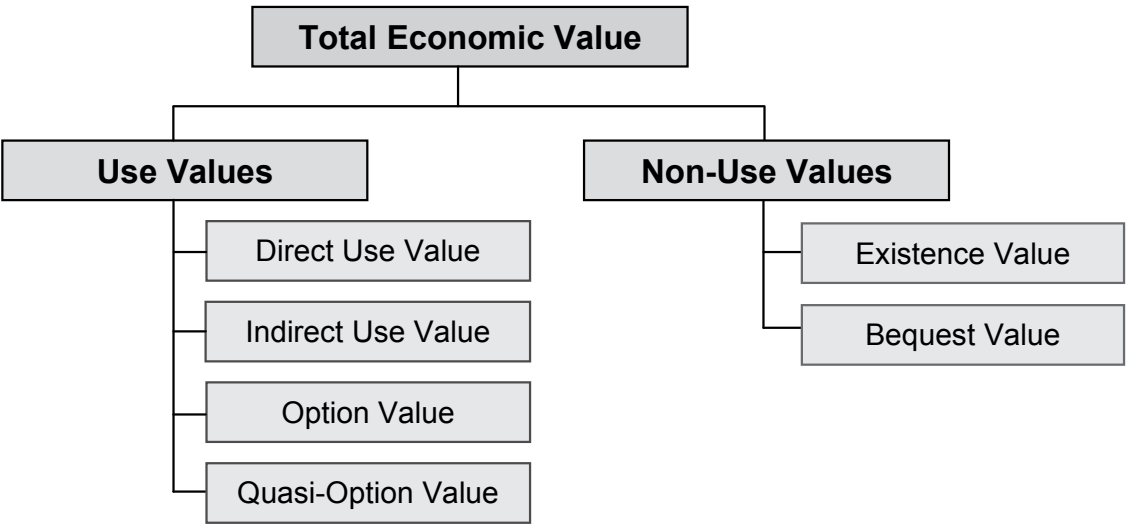 Total Economic Value
Use Values
Direct Use Value
Indirect Use Value
Option Value
Quasi-Option Value
Non-Use Values
Existence Value
Bequest Value